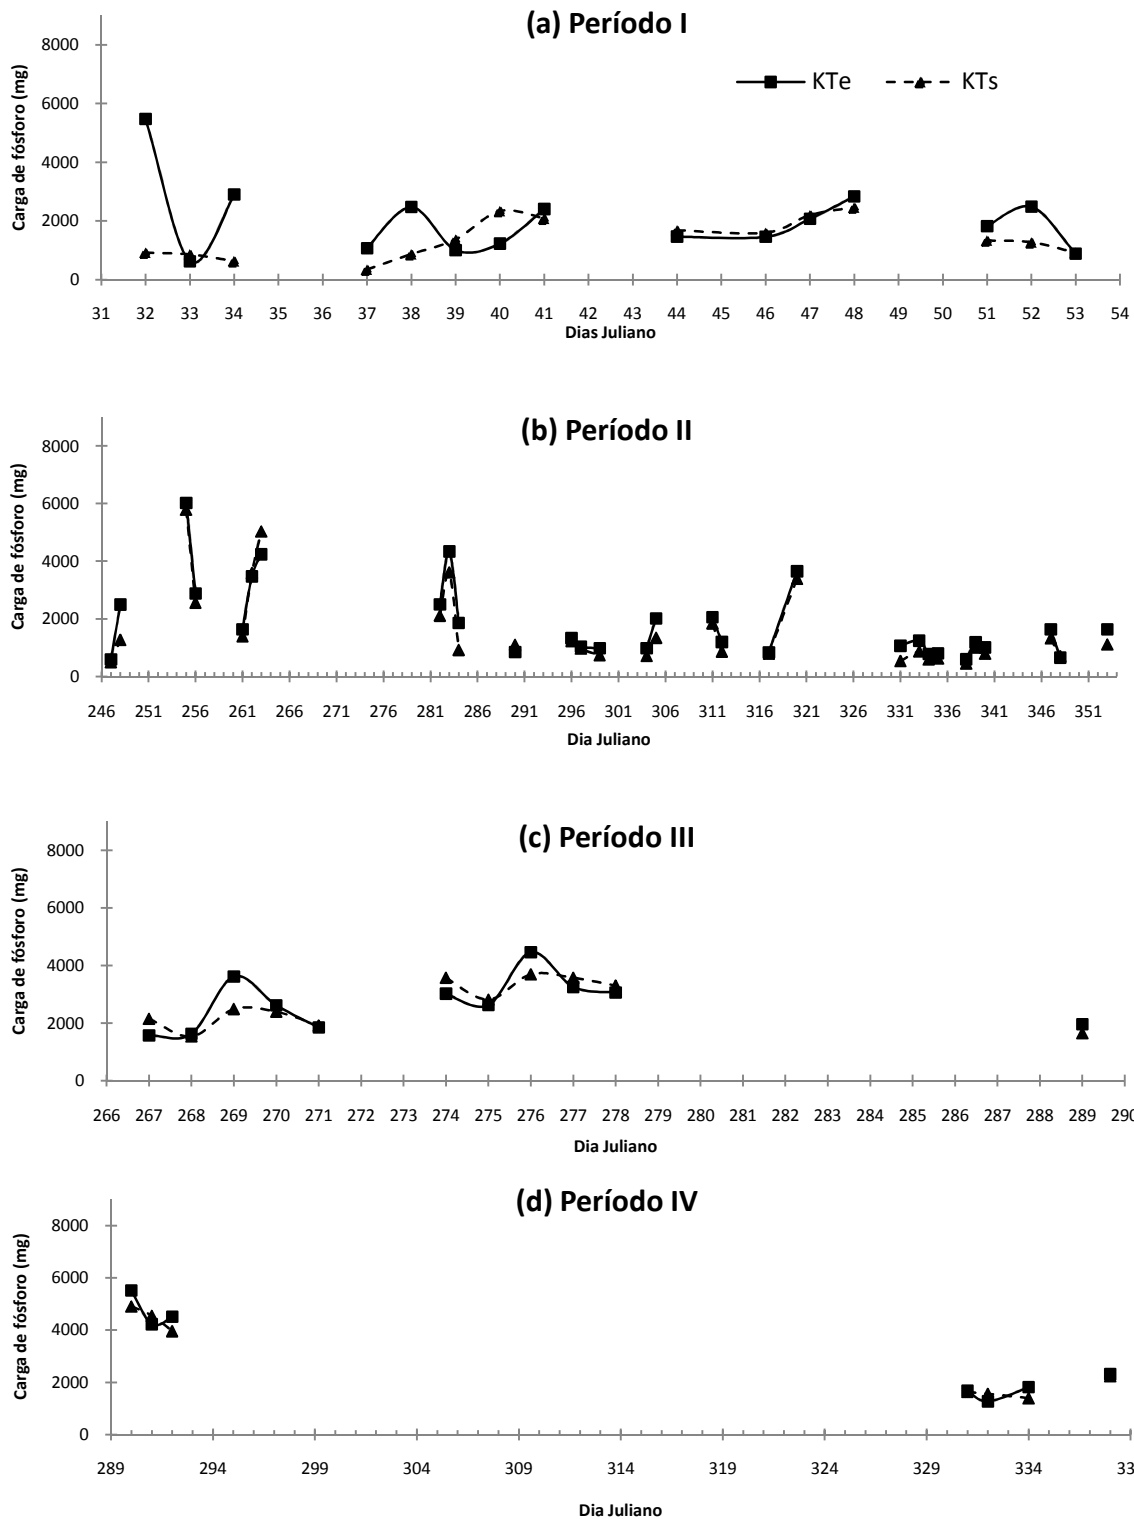 (a) Período I
Carga de fósforo (mg)
8000
6000
4000
2000
0
KTe KTs
31 32 33 34 35 36 37 38 39 40 41 42 43 44 45 46 47 48 49 50 51 52 53 54
Dias Juliano
(b) Período II
Carga de fósforo (mg)
8000
6000
4000
2000
0
246 251 256 261 266 271 276 281 286 291 296 301 306 311 316 321 326 331 336 341 346 351
Dia Juliano
(c) Período III
Carga de fósforo (mg)
8000
6000
4000
2000
0
266 267 268 269 270 271 272 273 274 275 276 277 278 279 280 281 282 283 284 285 286 287 288 289 290
Dia Juliano
(d) Período IV
Carga de fósforo (mg)
8000
6000
4000
2000
0
289 294 299 304 309 314 319 324 329 334 33
Dia Juliano